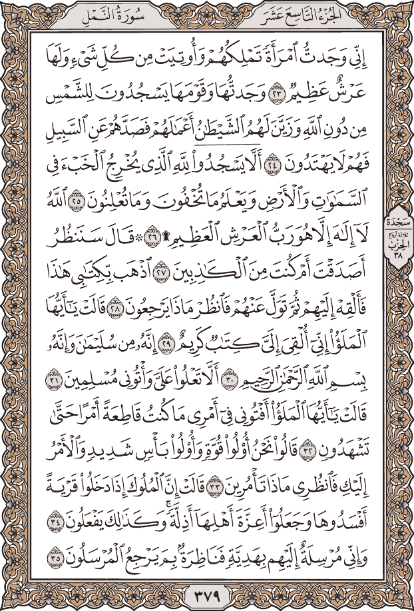 الجزء التاسع عشر
سورة النمل
إِنِّي وَجَدتُّ ٱمْرَأَةً تَمْلِكُهُمْ وَأُوتِيَتْ مِن كُلِّ شَيْءٍ وَلَهَا
عَرْشٌ عَظِيمٌ ٢٣ وَجَدتُّهَا وَقَوْمَهَا يَسْجُدُونَ لِلشَّمْسِ
مِن دُونِ ٱللَّهِ وَزَيَّنَ لَهُمُ ٱلشَّيْطَٰنُ أَعْمَٰلَهُمْ فَصَدَّهُمْ عَنِ ٱلسَّبِيلِ
فَهُمْ لَا يَهْتَدُونَ ٢٤ أَلَّا يَسْجُدُوا۟ لِلَّهِ ٱلَّذِي يُخْرِجُ ٱلْخَبْءَ فِي
ٱلسَّمَٰوَٰتِ وَٱلْأَرْضِ وَيَعْلَمُ مَا تُخْفُونَ وَمَا تُعْلِنُونَ ٢٥ ٱللَّهُ
لَآ إِلَٰهَ إِلَّا هُوَ رَبُّ ٱلْعَرْشِ ٱلْعَظِيمِ ۩ ٢٦ ۞ قَالَ سَنَنظُرُ
أَصَدَقْتَ أَمْ كُنتَ مِنَ ٱلْكَٰذِبِينَ ٢٧ ٱذْهَب بِّكِتَٰبِي هَٰذَا
فَأَلْقِهْ إِلَيْهِمْ ثُمَّ تَوَلَّ عَنْهُمْ فَٱنظُرْ مَاذَا يَرْجِعُونَ ٢٨ قَالَتْ يَٰٓأَيُّهَا
ٱلْمَلَؤُا۟ إِنِّيٓ أُلْقِيَ إِلَيَّ كِتَٰبٌ كَرِيمٌ ٢٩ إِنَّهُۥ مِن سُلَيْمَٰنَ وَإِنَّهُۥ
بِسْمِ ٱللَّهِ ٱلرَّحْمَٰنِ ٱلرَّحِيمِ ٣٠ أَلَّا تَعْلُوا۟ عَلَيَّ وَأْتُونِي مُسْلِمِينَ ٣١
قَالَتْ يَٰٓأَيُّهَا ٱلْمَلَؤُا۟ أَفْتُونِي فِيٓ أَمْرِي مَا كُنتُ قَاطِعَةً أَمْرًا حَتَّىٰ
تَشْهَدُونِ ٣٢ قَالُوا۟ نَحْنُ أُو۟لُوا۟ قُوَّةٍ وَأُو۟لُوا۟ بَأْسٍ شَدِيدٍ وَٱلْأَمْرُ
إِلَيْكِ فَٱنظُرِي مَاذَا تَأْمُرِينَ ٣٣ قَالَتْ إِنَّ ٱلْمُلُوكَ إِذَا دَخَلُوا۟ قَرْيَةً
أَفْسَدُوهَا وَجَعَلُوٓا۟ أَعِزَّةَ أَهْلِهَآ أَذِلَّةً ۖ وَكَذَٰلِكَ يَفْعَلُونَ ٣٤
وَإِنِّي مُرْسِلَةٌ إِلَيْهِم بِهَدِيَّةٍ فَنَاظِرَةٌۢ بِمَ يَرْجِعُ ٱلْمُرْسَلُونَ ٣٥
سجدة
الحزب
٣٨
٣٧٩